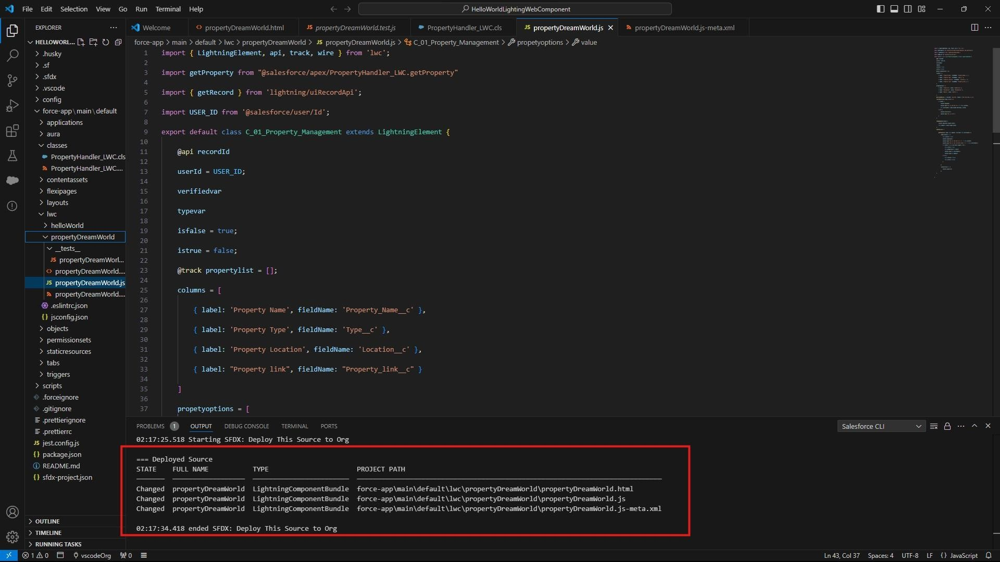 File Edit Selection View Go Run Terminal Help
HelloWorldLightingWebComponent
EXPLORER
HELLOWORL...
.husky
.sf
.sfdx
.vscode
config
force-app\main\default
applications
aura
classes
PropertyHandler_LWC.cls
PropertyHandler_LWC....
contentassets
flexipages
layouts
lwc
helloWorld
propertyDreamWorld
__tests__
JS propertyDreamWorl...
propertyDreamWorld....
JS propertyDreamWorld.js
propertyDreamWorld....
.eslintrc.json
jsconfig.json
objects
permissionsets
staticresources
tabs
triggers
scripts
.forceignore
.gitignore
.prettierignore
.prettierrc
JS jest.config.js
package.json
README.md
sfdx-project.json
OUTLINE
TIMELINE
RUNNING TASKS
Welcome
propertyDreamWorld.html
JS propertyDreamWorld.test.js
PropertyHandler_LWC.cls
JS propertyDreamWorld.js
propertyDreamWorld.js-meta.xml
force-app > main > default > lwc > propertyDreamWorld > JS propertyDreamWorld.js > C_01_Property_Management > propetyoptions > value
1 import { LightningElement, api, track, wire } from 'lwc';
2
3 import getProperty from "@salesforce/apex/PropertyHandler_LWC.getProperty"
4
5 import { getRecord } from 'lightning/uiRecordApi';
6
7 import USER_ID from '@salesforce/user/Id';
8
9 export default class C_01_Property_Management extends LightningElement {
10
11 @api recordId
12
13 userId = USER_ID;
14
15 verifiedvar
16
17 typevar
18
19 isfalse = true;
20
21 istrue = false;
22
23 @track propertylist = [];
24
25 columns = [
26
27 { label: 'Property Name', fieldName: 'Property_Name__c' },
28
29 { label: 'Property Type', fieldName: 'Type__c' },
30
31 { label: 'Property Location', fieldName: 'Location__c' },
32
33 { label: "Property link", fieldName: "Property_link__c" }
34
35 ]
36
37 propetyoptions = [
PROBLEMS 1 OUTPUT DEBUG CONSOLE TERMINAL PORTS
Salesforce CLI
02:17:25.518 Starting SFDX: Deploy This Source to Org
=== Deployed Source
STATE FULL NAME TYPE PROJECT PATH
Changed propertyDreamWorld LightningComponentBundle force-app\main\default\lwc\propertyDreamWorld\propertyDreamWorld.html
Changed propertyDreamWorld LightningComponentBundle force-app\main\default\lwc\propertyDreamWorld\propertyDreamWorld.js
Changed propertyDreamWorld LightningComponentBundle force-app\main\default\lwc\propertyDreamWorld\propertyDreamWorld.js-meta.xml
02:17:34.418 ended SFDX: Deploy This Source to Org
1 0 vscodeOrg 0
Ln 43, Col 37 Spaces: 4 UTF-8 LF {} JavaScript